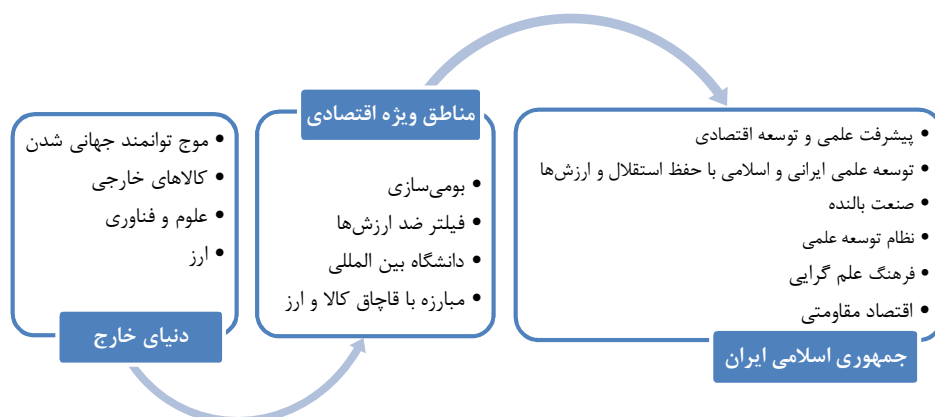 • موج توانمند جهانی شدن
• کالاهای خارجی
• علوم و فناوری
• ارز
دنیای خارج
مناطق ویژه اقتصادی
• بومی‌سازی
• فیلتر ضد ارزش‌ها
• دانشگاه بین المللی
• مبارزه با قاچاق کالا و ارز
• پیشرفت علمی و توسعه اقتصادی
• توسعه علمی ایرانی و اسلامی با حفظ استقلال و ارزش‌ها
• صنعت بالنده
• نظام توسعه علمی
• فرهنگ علم گرایی
• اقتصاد مقاومتی
جمهوری اسلامی ایران